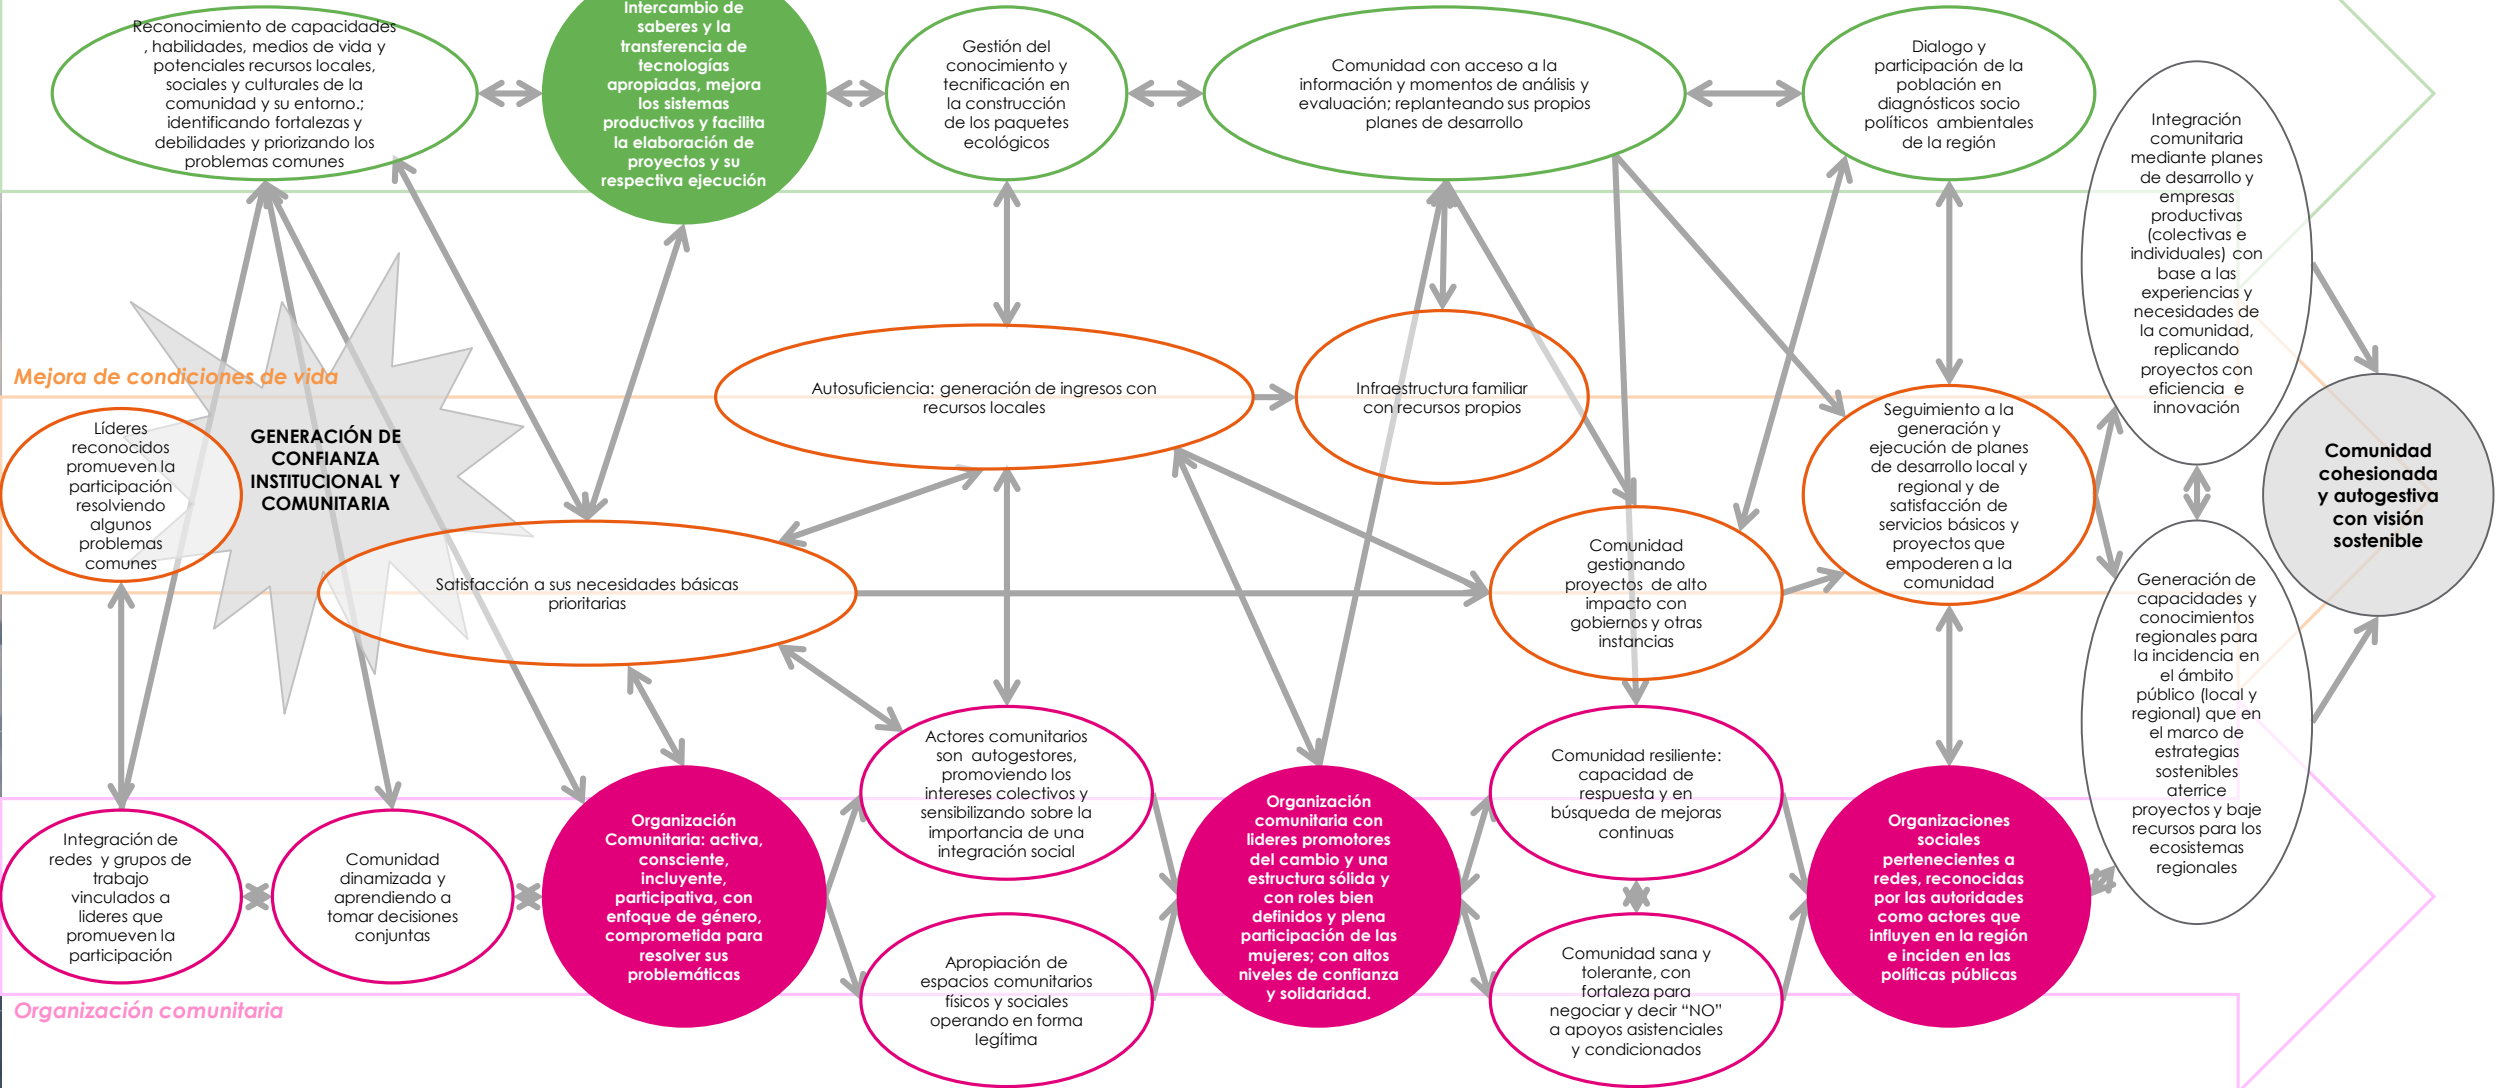 Reconocimiento de capacidades
, habilidades, medios de vida y
potenciales recursos locales,
sociales y culturales de la
comunidad y su entorno.;
identificando fortalezas y
debilidades y priorizando los
problemas comunes
Intercambio de
saberes y la
transferencia de
tecnologías
apropiadas, mejora
los sistemas
productivos y facilita
la elaboración de
proyectos y su
respectiva ejecución
Gestión del
conocimiento y
tecnificación en
la construcción
de los paquetes
ecológicos
Comunidad con acceso a la
información y momentos de análisis y
evaluación; replanteando sus propios
planes de desarrollo
Dialogo y
participación de la
población en
diagnósticos socio
políticos ambientales
de la región
Integración
comunitaria
mediante planes
de desarrollo y
empresas
productivas
(colectivas e
individuales) con
base a las
experiencias y
necesidades de
la comunidad,
replicando
proyectos con
eficiencia e
innovación
Mejora de condiciones de vida
Líderes
reconocidos
promueven la
participación
resolviendo
algunos
problemas
comunes
GENERACIÓN DE
CONFIANZA
INSTITUCIONAL Y
COMUNITARIA
Autosuficiencia: generación de ingresos con
recursos locales
Infraestructura familiar
con recursos propios
Seguimiento a la
generación y
ejecución de planes
de desarrollo local y
regional y de
satisfacción de
servicios básicos y
proyectos que
empoderen a la
comunidad
Comunidad
cohesionada
y autogestiva
con visión
sostenible
Satisfacción a sus necesidades básicas
prioritarias
Comunidad
gestionando
proyectos de alto
impacto con
gobiernos y otras
instancias
Generación de
capacidades y
conocimientos
regionales para
la incidencia en
el ámbito
público (local y
regional) que en
el marco de
estrategias
sostenibles
aterrice
proyectos y baje
recursos para los
ecosistemas
regionales
Integración de
redes y grupos de
trabajo
vinculados a
lideres que
promueven la
participación
Comunidad
dinamizada y
aprendiendo a
tomar decisiones
conjuntas
Organización
Comunitaria: activa,
consciente,
incluyente,
participativa, con
enfoque de género,
comprometida para
resolver sus
problemáticas
Actores comunitarios
son autogestores,
promoviendo los
intereses colectivos y
sensibilizando sobre la
importancia de una
integración social
Apropiación de
espacios comunitarios
físicos y sociales
operando en forma
legítima
Organización
comunitaria con
lideres promotores
del cambio y una
estructura sólida y
con roles bien
definidos y plena
participación de las
mujeres; con altos
niveles de confianza
y solidaridad.
Comunidad resiliente:
capacidad de
respuesta y en
búsqueda de mejoras
continuas
Comunidad sana y
tolerante, con
fortaleza para
negociar y decir “NO”
a apoyos asistenciales
y condicionados
Organizaciones
sociales
pertenecientes a
redes, reconocidas
por las autoridades
como actores que
influyen en la región
e inciden en las
políticas públicas
Organización comunitaria